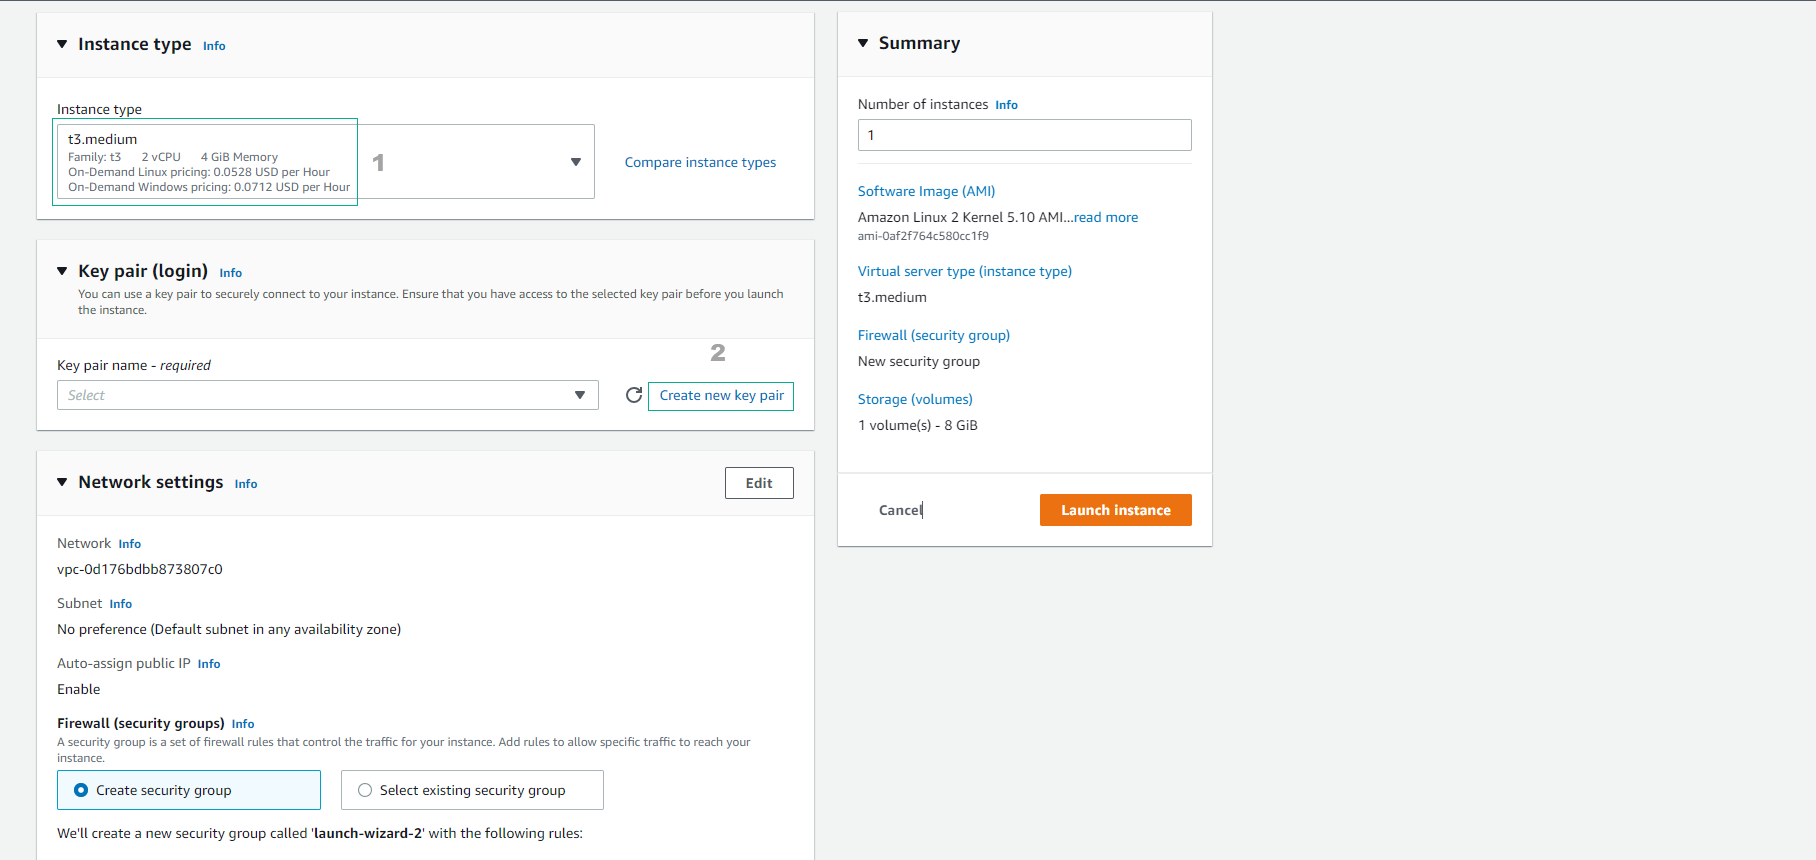 Instance type Info
Instance type
t3.medium
Family: t3 2 vCPU 4 GiB Memory
On-Demand Linux pricing: 0.0528 USD per Hour
On-Demand Windows pricing: 0.0712 USD per Hour
1
Compare instance types
Key pair (login) Info
You can use a key pair to securely connect to your instance. Ensure that you have access to the selected key pair before you launch
the instance.
2
Key pair name - required
Select
Create new key pair
Network settings Info
Edit
Network Info
vpc-0d176bdbb873807c0
Subnet Info
No preference (Default subnet in any availability zone)
Auto-assign public IP Info
Enable
Firewall (security groups) Info
A security group is a set of firewall rules that control the traffic for your instance. Add rules to allow specific traffic to reach your
instance.
Create security group
Select existing security group
We'll create a new security group called 'launch-wizard-2' with the following rules:
Summary
Number of instances Info
1
Software Image (AMI)
Amazon Linux 2 Kernel 5.10 AMI...read more
ami-0af2f764c580cc1f9
Virtual server type (instance type)
t3.medium
Firewall (security group)
New security group
Storage (volumes)
1 volume(s) - 8 GiB
Cancel
Launch instance